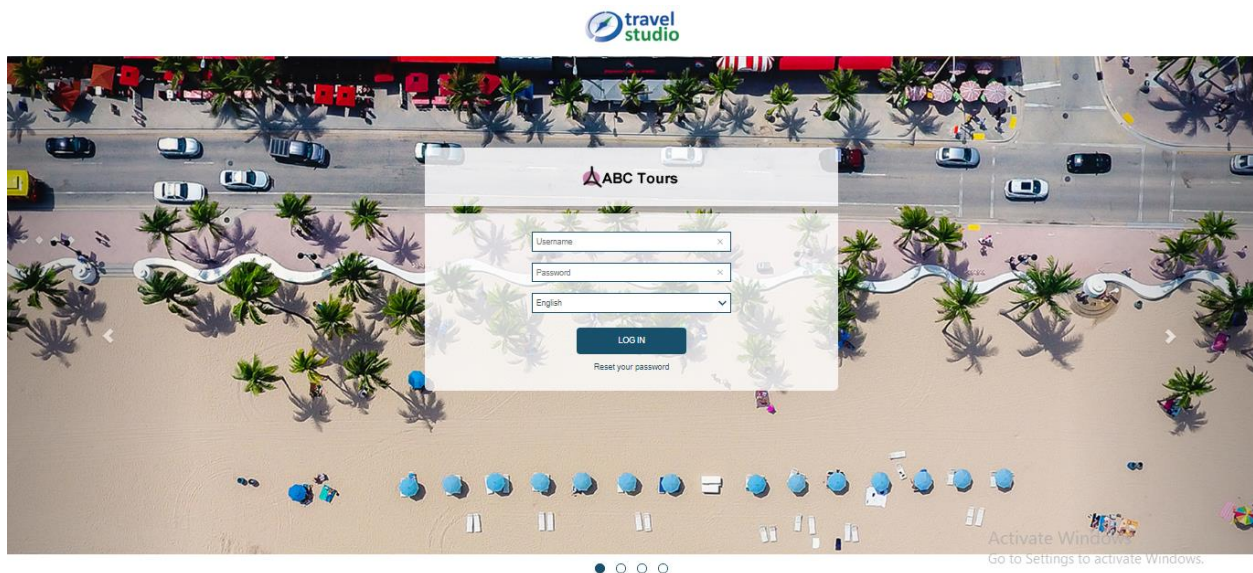 travel
studio
ABC Tours
Username
Password
English
LOG IN
Reset your password
Activate Windows
Go to Settings to activate Windows.